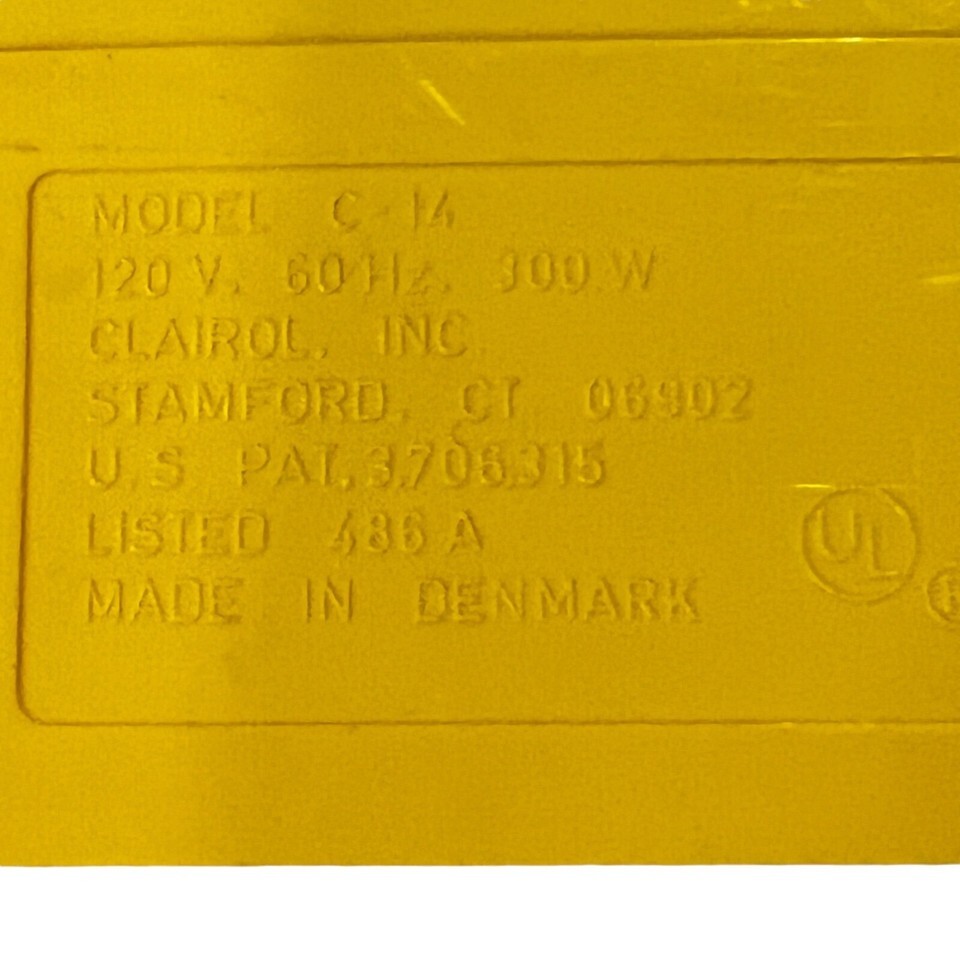 MODEL C-14
120 V. 60 HZ. 300 W
CLAIROL, INC.
STAMFORD, CT 06902
U.S PAT. 3,706,315
LISTED 486 A
MADE IN DENMARK
UL